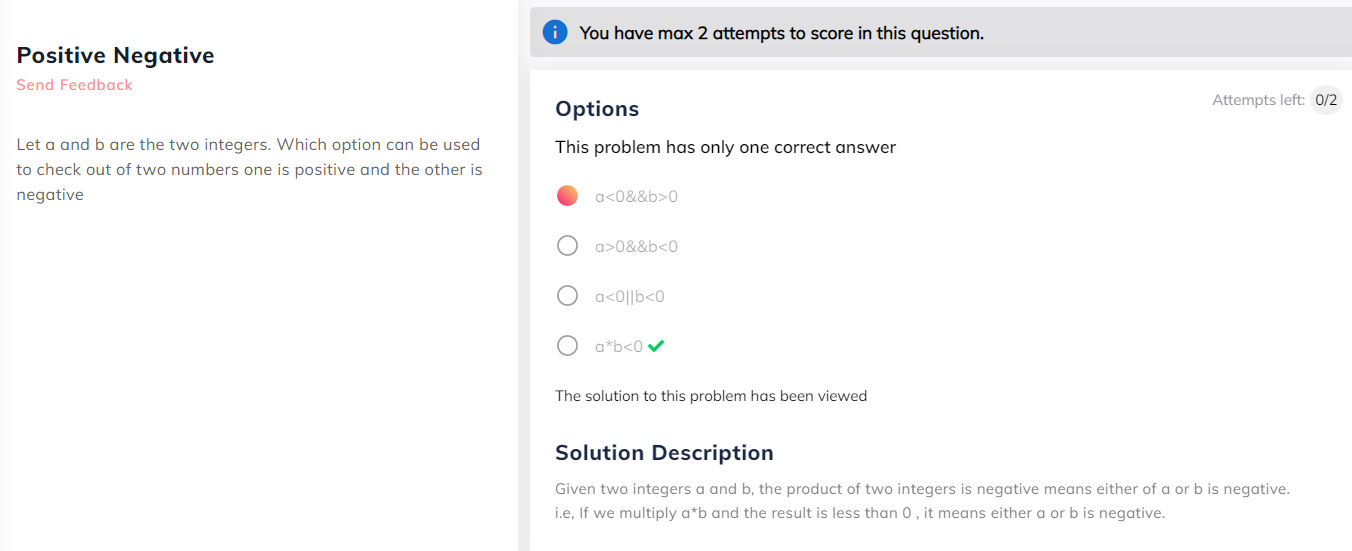 Positive Negative
Send Feedback
Let a and b are the two integers. Which option can be used
to check out of two numbers one is positive and the other is
negative
You have max 2 attempts to score in this question.
Options
Attempts left: 0/2
This problem has only one correct answer
a<0&&b>0
a>0&&b<0
a<0||b<0
a*b<0
The solution to this problem has been viewed
Solution Description
Given two integers a and b, the product of two integers is negative means either of a or b is negative.
i.e, If we multiply a*b and the result is less than 0 , it means either a or b is negative.